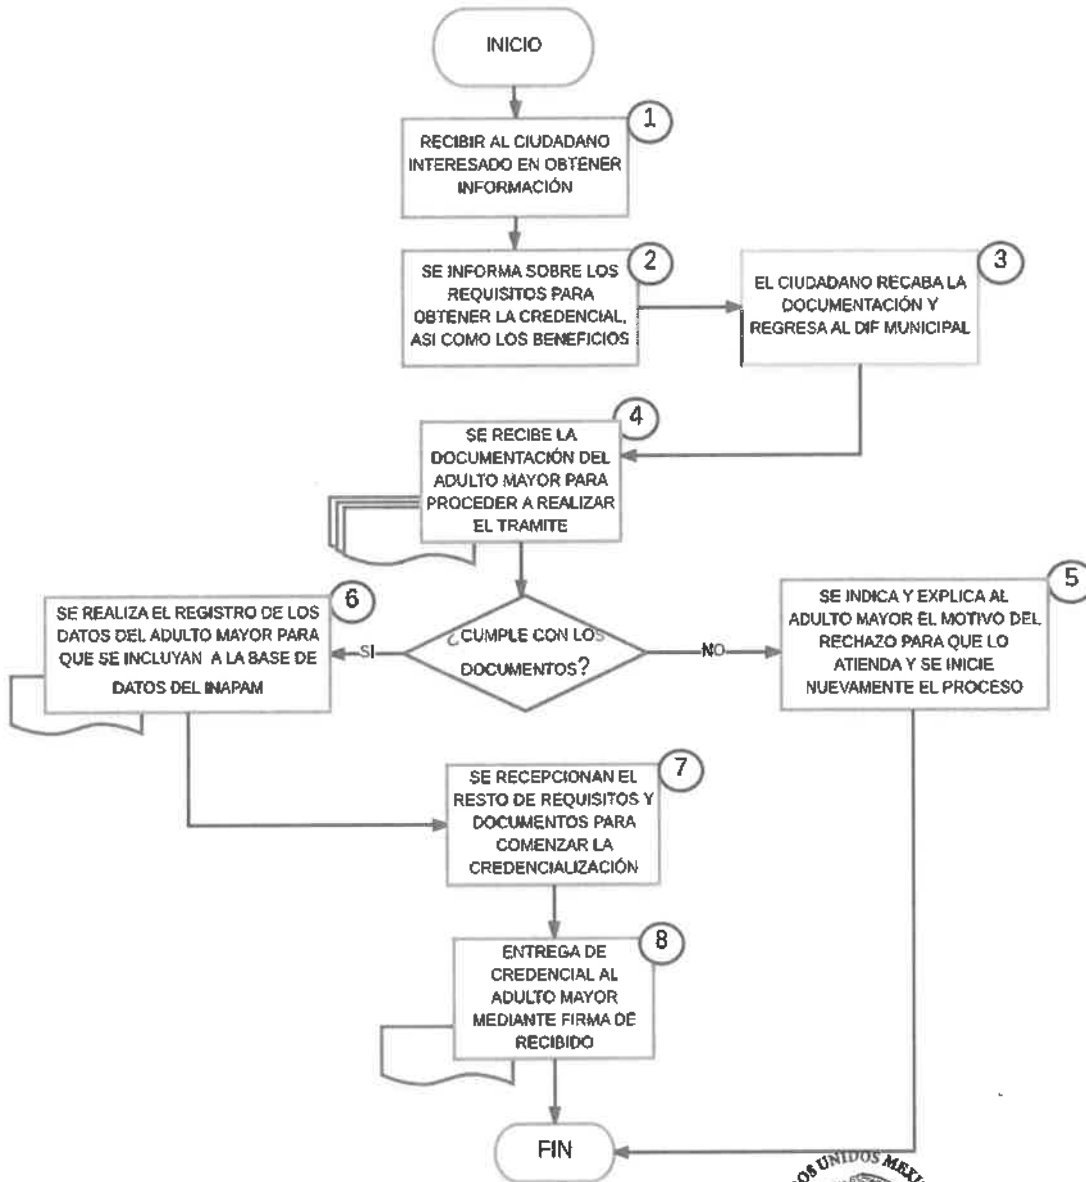 INICIO
1
RECIBIR AL CIUDADANO
INTERESADO EN OBTENER
INFORMACIÓN
2
SE INFORMA SOBRE LOS
REQUISITOS PARA
OBTENER LA CREDENCIAL,
ASI COMO LOS BENEFICIOS
3
EL CIUDADANO RECABA LA
DOCUMENTACIÓN Y
REGRESA AL DIF MUNICIPAL
4
SE RECIBE LA
DOCUMENTACIÓN DEL
ADULTO MAYOR PARA
PROCEDER A REALIZAR
EL TRAMITE
¿CUMPLE CON LOS
DOCUMENTOS?
NO
5
SE INDICA Y EXPLICA AL
ADULTO MAYOR EL MOTIVO DEL
RECHAZO PARA QUE LO
ATIENDA Y SE INICIE
NUEVAMENTE EL PROCESO
SI
6
SE REALIZA EL REGISTRO DE LOS
DATOS DEL ADULTO MAYOR PARA
QUE SE INCLUYAN A LA BASE DE
DATOS DEL INAPAM
7
SE RECEPCIONAN EL
RESTO DE REQUISITOS Y
DOCUMENTOS PARA
COMENZAR LA
CREDENCIALIZACIÓN
8
ENTREGA DE
CREDENCIAL AL
ADULTO MAYOR
MEDIANTE FIRMA DE
RECIBIDO
FIN
UNIDOS